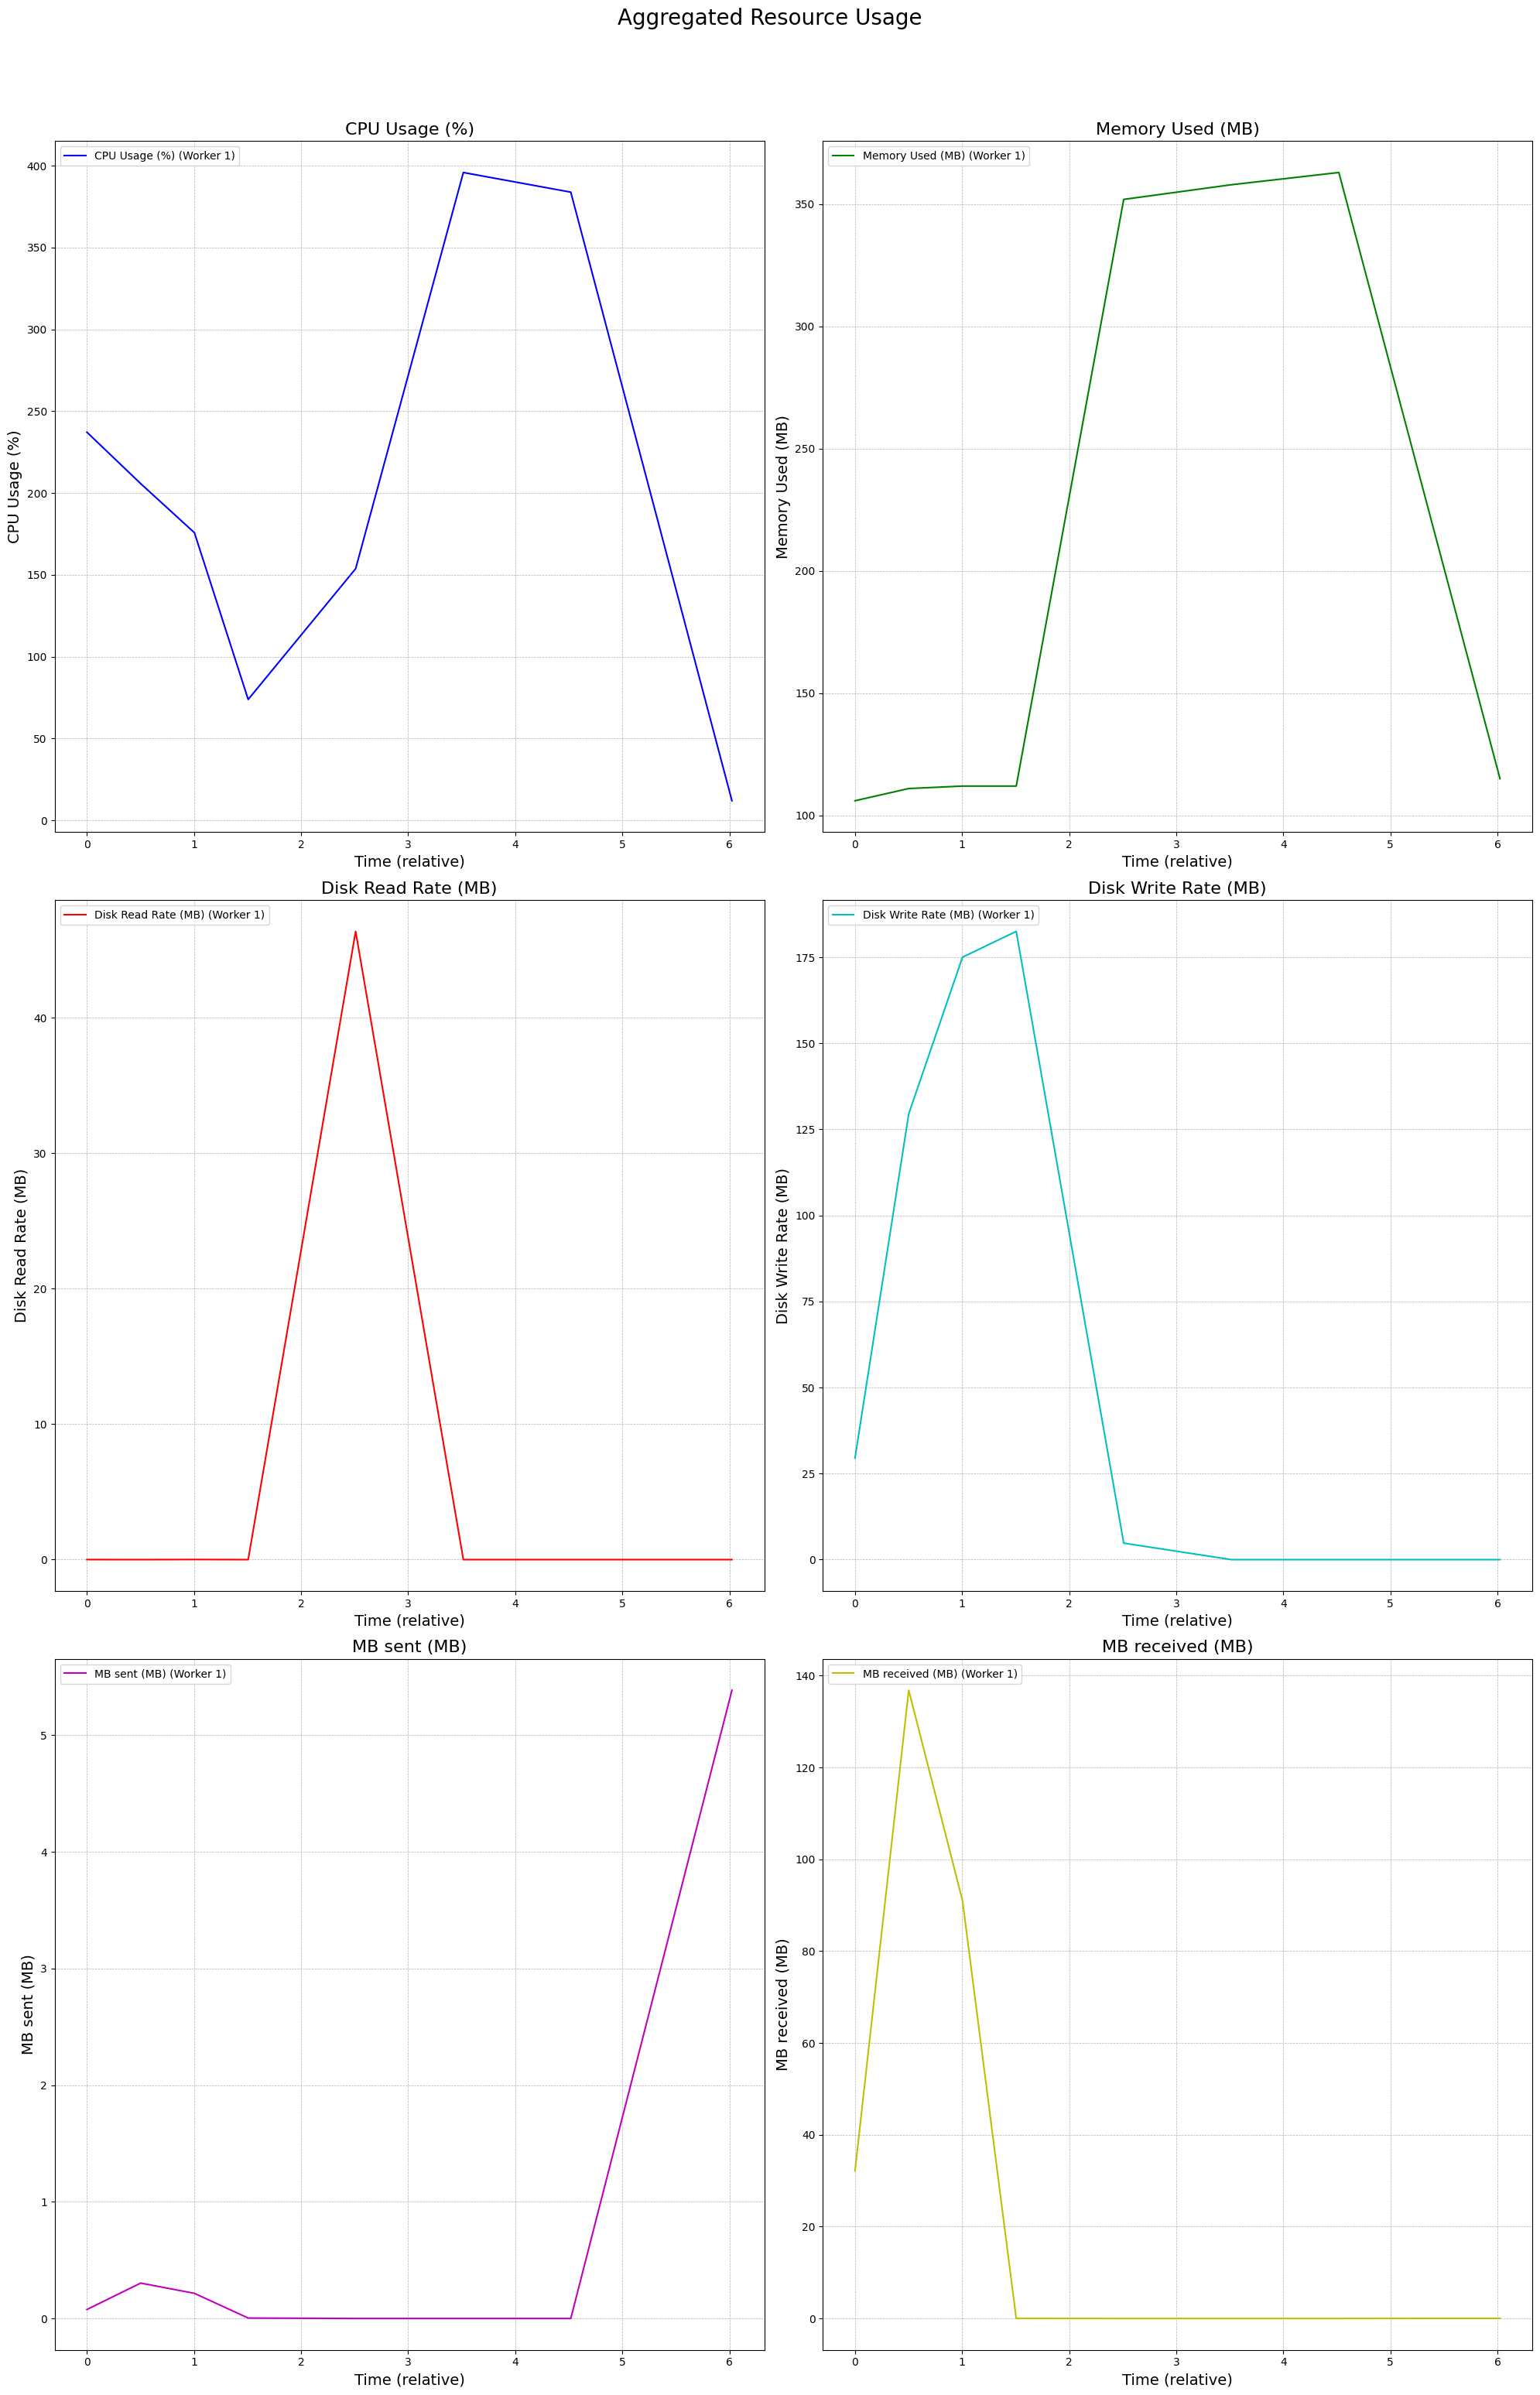 Aggregated Resource Usage
CPU Usage (%)
CPU Usage (%) (Worker 1)
400
350
300
250
200
150
100
50
0
CPU Usage (%)
0 1 2 3 4 5 6
Time (relative)
Memory Used (MB)
Memory Used (MB) (Worker 1)
350
300
250
200
150
100
Memory Used (MB)
0 1 2 3 4 5 6
Time (relative)
Disk Read Rate (MB)
Disk Read Rate (MB) (Worker 1)
40
30
20
10
0
Disk Read Rate (MB)
0 1 2 3 4 5 6
Time (relative)
Disk Write Rate (MB)
Disk Write Rate (MB) (Worker 1)
175
150
125
100
75
50
25
0
Disk Write Rate (MB)
0 1 2 3 4 5 6
Time (relative)
MB sent (MB)
MB sent (MB) (Worker 1)
5
4
3
2
1
0
MB sent (MB)
0 1 2 3 4 5 6
Time (relative)
MB received (MB)
MB received (MB) (Worker 1)
140
120
100
80
60
40
20
0
MB received (MB)
0 1 2 3 4 5 6
Time (relative)